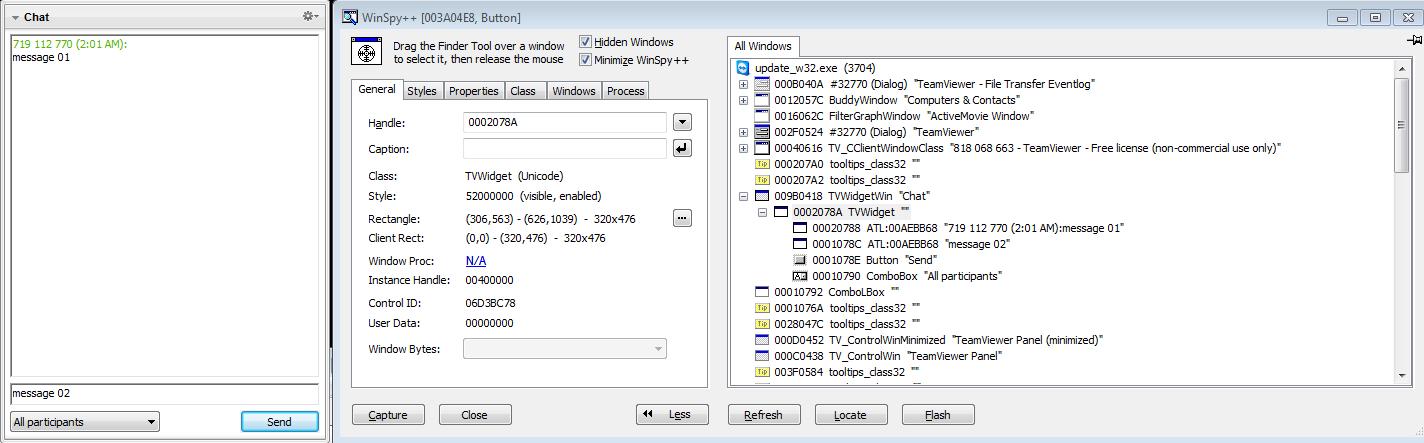 Chat
719 112 770 (2:01 AM):
message 01
message 02
All participants
Send
WinSpy++ [003A04E8, Button]
Drag the Finder Tool over a window
to select it, then release the mouse
Hidden Windows
Minimize WinSpy++
General Styles Properties Class Windows Process
Handle: 0002078A
Caption:
Class: TVWidget (Unicode)
Style: 52000000 (visible, enabled)
Rectangle: (306,563) - (626,1039) - 320x476 ...
Client Rect: (0,0) - (320,476) - 320x476
Window Proc: N/A
Instance Handle: 00400000
Control ID: 06D3BC78
User Data: 00000000
Window Bytes:
Capture Close Less Refresh Locate Flash
All Windows
update_w32.exe (3704)
000B040A #32770 (Dialog) "TeamViewer - File Transfer Eventlog"
0012057C BuddyWindow "Computers & Contacts"
0016062C FilterGraphWindow "ActiveMovie Window"
002F0524 #32770 (Dialog) "TeamViewer"
00040616 TV_CClientWindowClass "818 068 663 - TeamViewer - Free license (non-commercial use only)"
Tip 000207A0 tooltips_class32 ""
Tip 000207A2 tooltips_class32 ""
009B0418 TVWidgetWin "Chat"
0002078A TVWidget ""
00020788 ATL:00AEBB68 "719 112 770 (2:01 AM):message 01"
0001078C ATL:00AEBB68 "message 02"
0001078E Button "Send"
00010790 ComboBox "All participants"
00010792 ComboLBox ""
Tip 0001076A tooltips_class32 ""
Tip 0028047C tooltips_class32 ""
000D0452 TV_ControlWinMinimized "TeamViewer Panel (minimized)"
000C0438 TV_ControlWin "TeamViewer Panel"
Tip 003F0584 tooltips_class32 ""